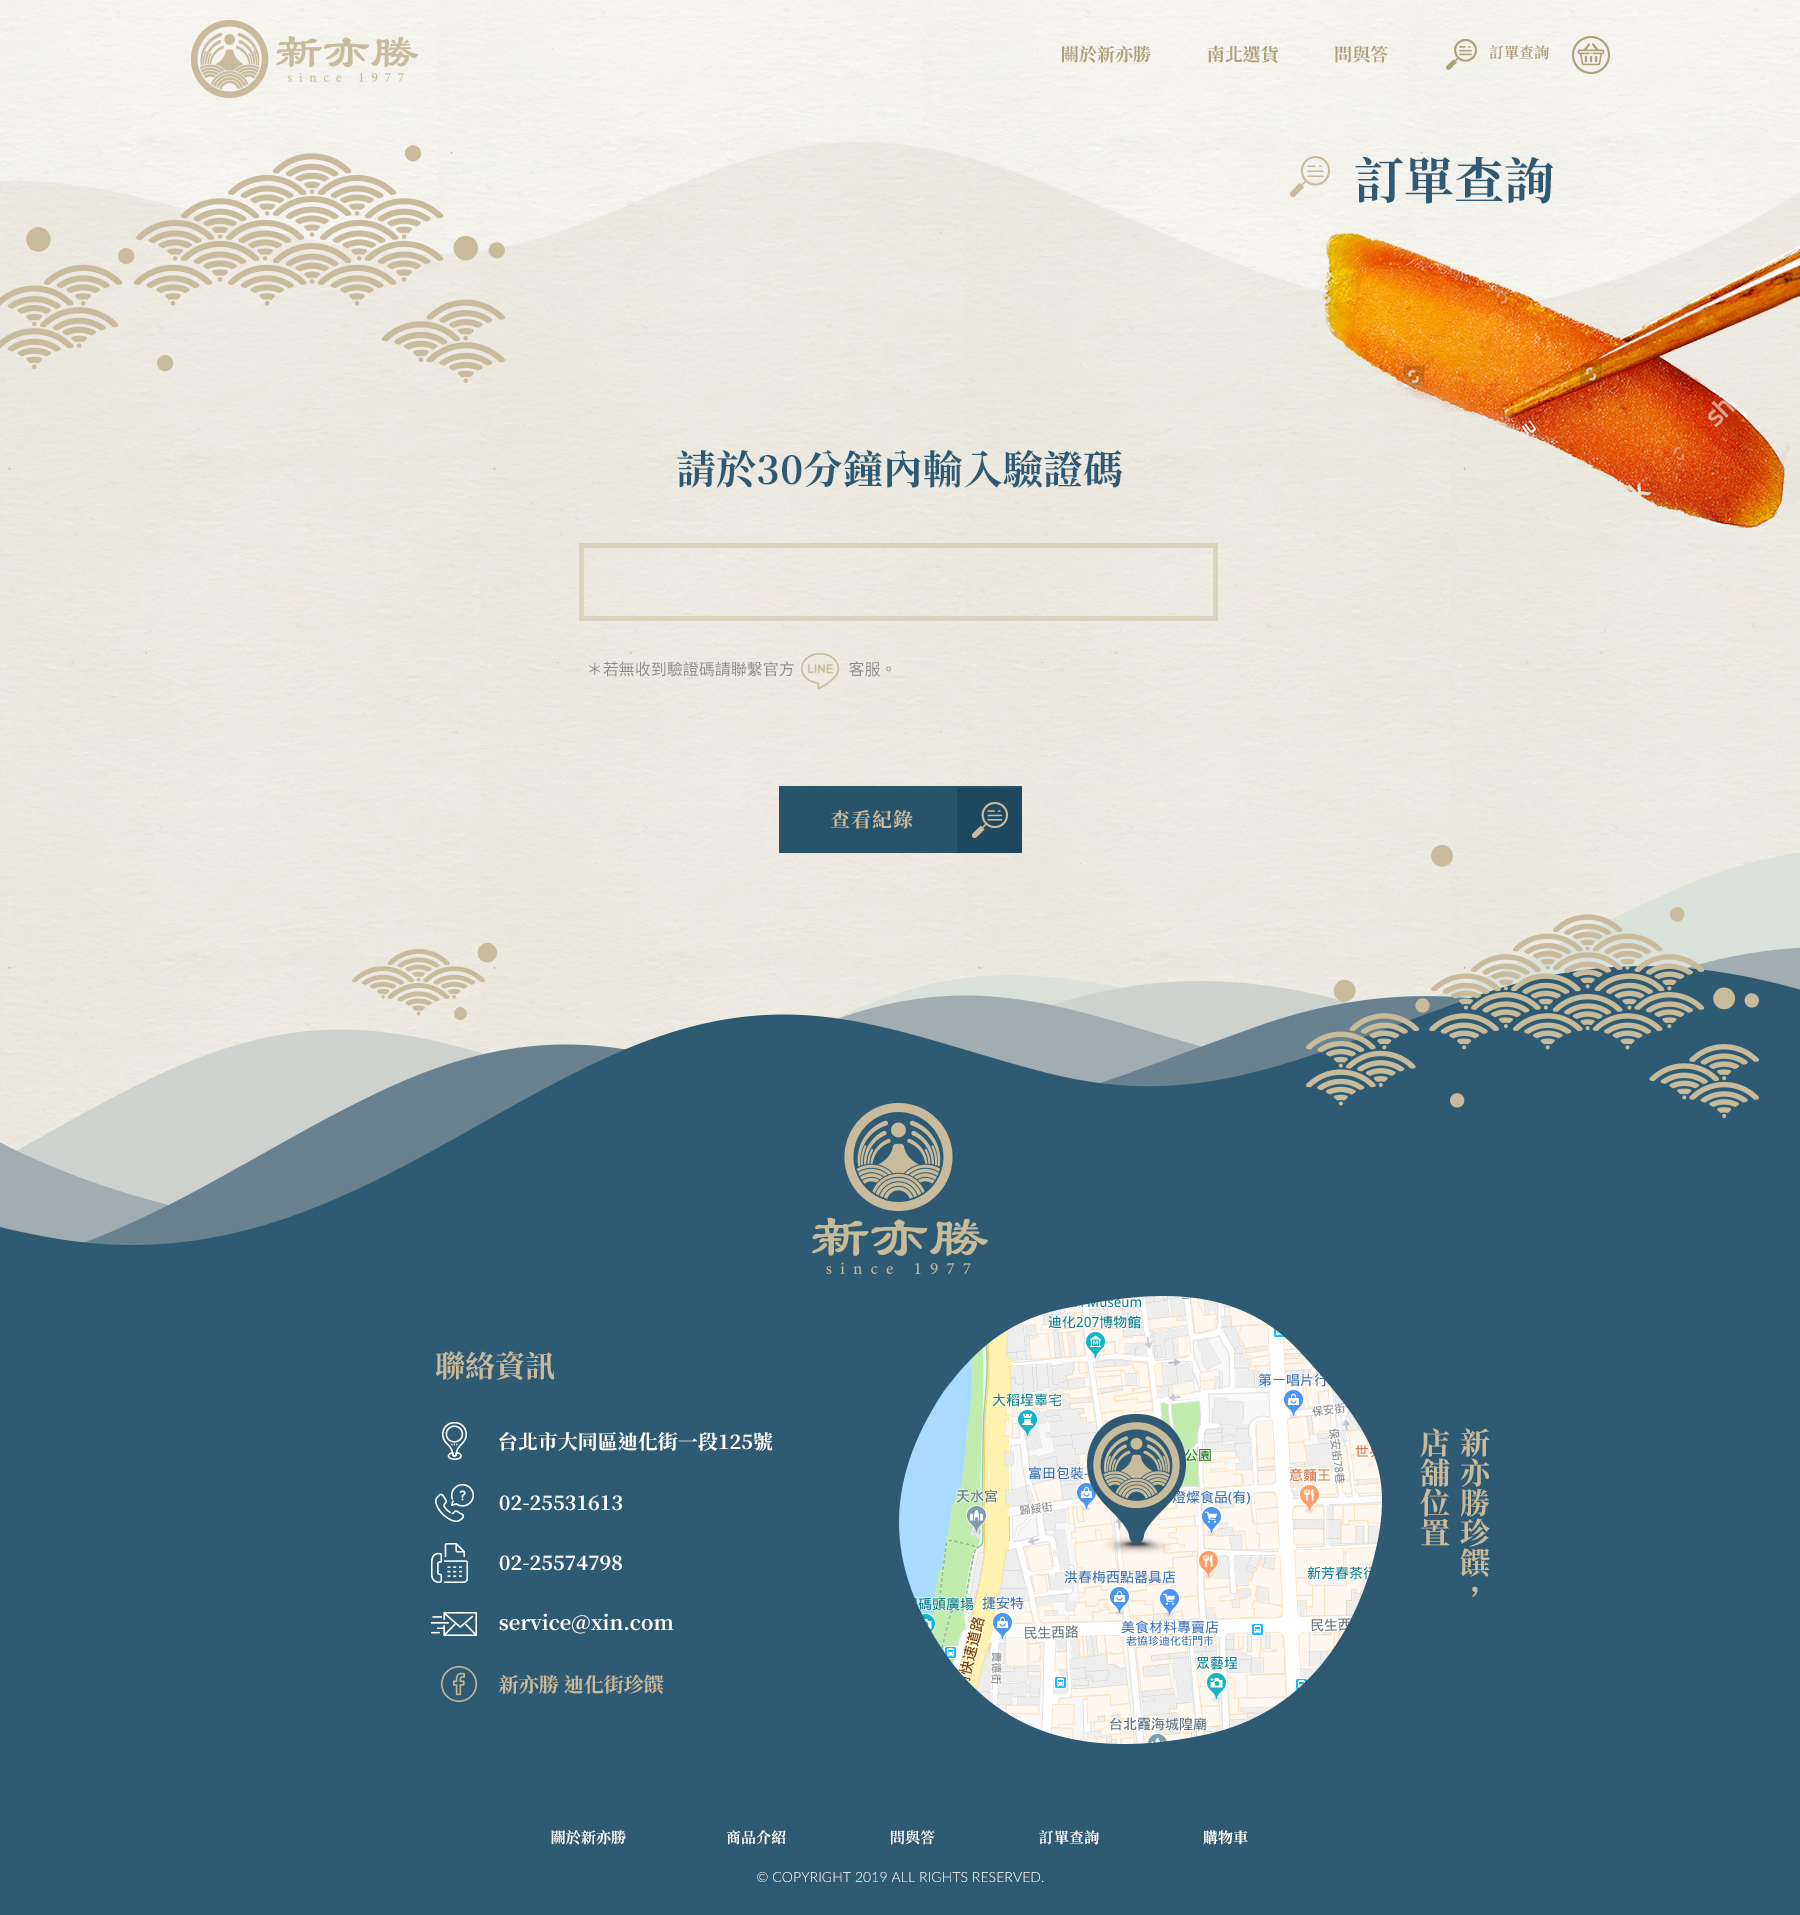 新亦勝
since 1977
關於新亦勝
南北選貨
問與答
訂單查詢
訂單查詢
請於30分鐘內輸入驗證碼
＊若無收到驗證碼請聯繫官方 LINE 客服。
查看紀錄
新亦勝
since 1977
聯絡資訊
台北市大同區迪化街一段125號
02-25531613
02-25574798
service@xin.com
新亦勝 迪化街珍饌
Museum
迪化207博物館
大稻埕辜宅
第一唱片行
保安街
保安街78巷
公園
富田包裝
意麵王
天水宮
歸綏街
燈燦食品(有)
新芳春茶行
洪春梅西點器具店
碼頭廣場
捷安特
美食材料專賣店
老協珍迪化街門市
民生西路
民生西
快速道路
貴德街
眾藝埕
台北霞海城隍廟
新亦勝珍饌，
店舖位置
關於新亦勝
商品介紹
問與答
訂單查詢
購物車
© COPYRIGHT 2019 ALL RIGHTS RESERVED.